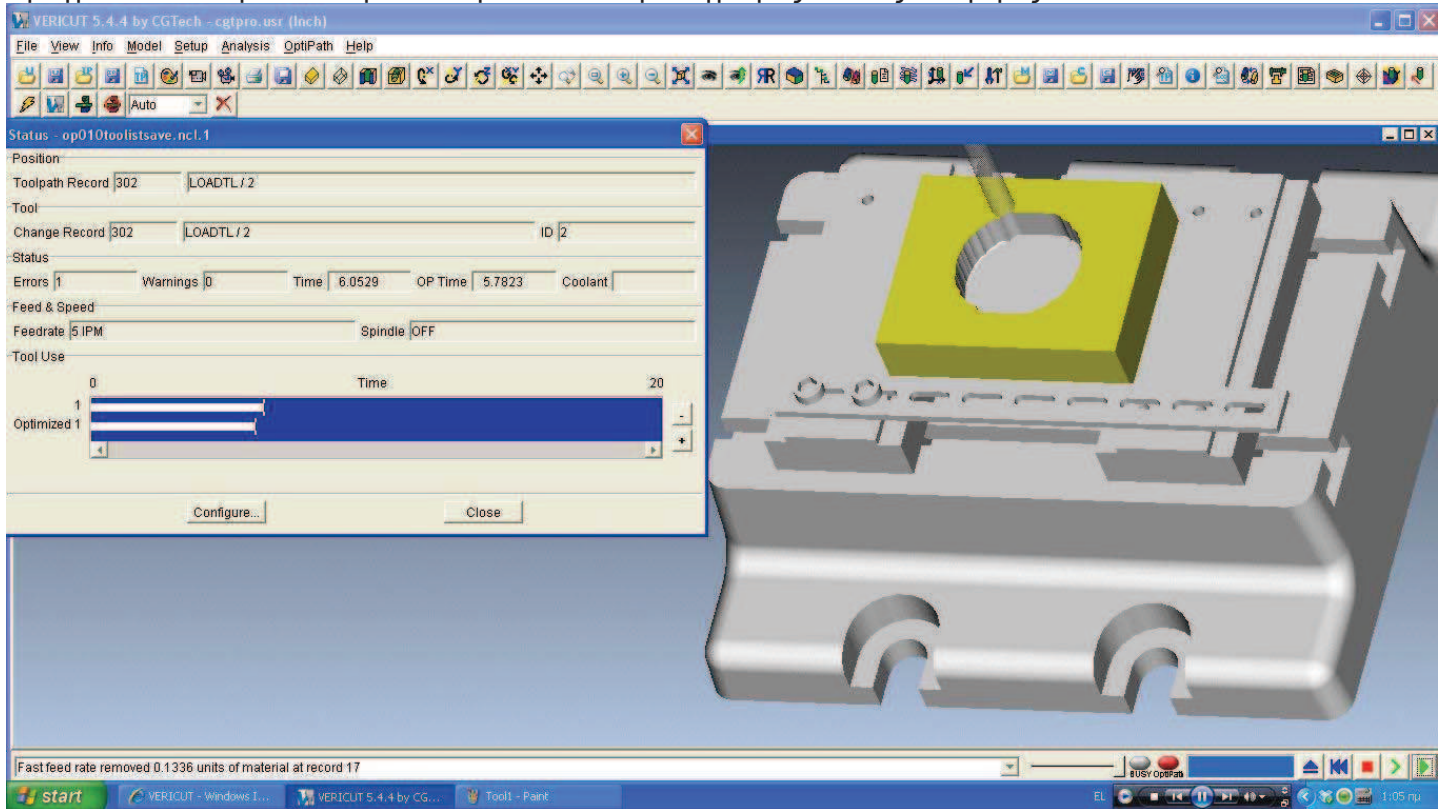 VERICUT 5.4.4 by CGTech - cgtpro.usr (Inch)
File View Info Model Setup Analysis OptiPath Help
Auto
Status - op010toolistsave.ncl.1
Position
Toolpath Record 302 LOADTL / 2
Tool
Change Record 302 LOADTL / 2 ID 2
Status
Errors 1 Warnings 0 Time 6.0529 OP Time 5.7823 Coolant
Feed & Speed
Feedrate 5 IPM Spindle OFF
Tool Use
0 Time 20
1
Optimized 1
-
+
Configure... Close
Fast feed rate removed 0.1336 units of material at record 17
BUSY OptiPath
start VERICUT - Windows I... VERICUT 5.4.4 by CG... Tool1 - Paint EL 1:05 πμ